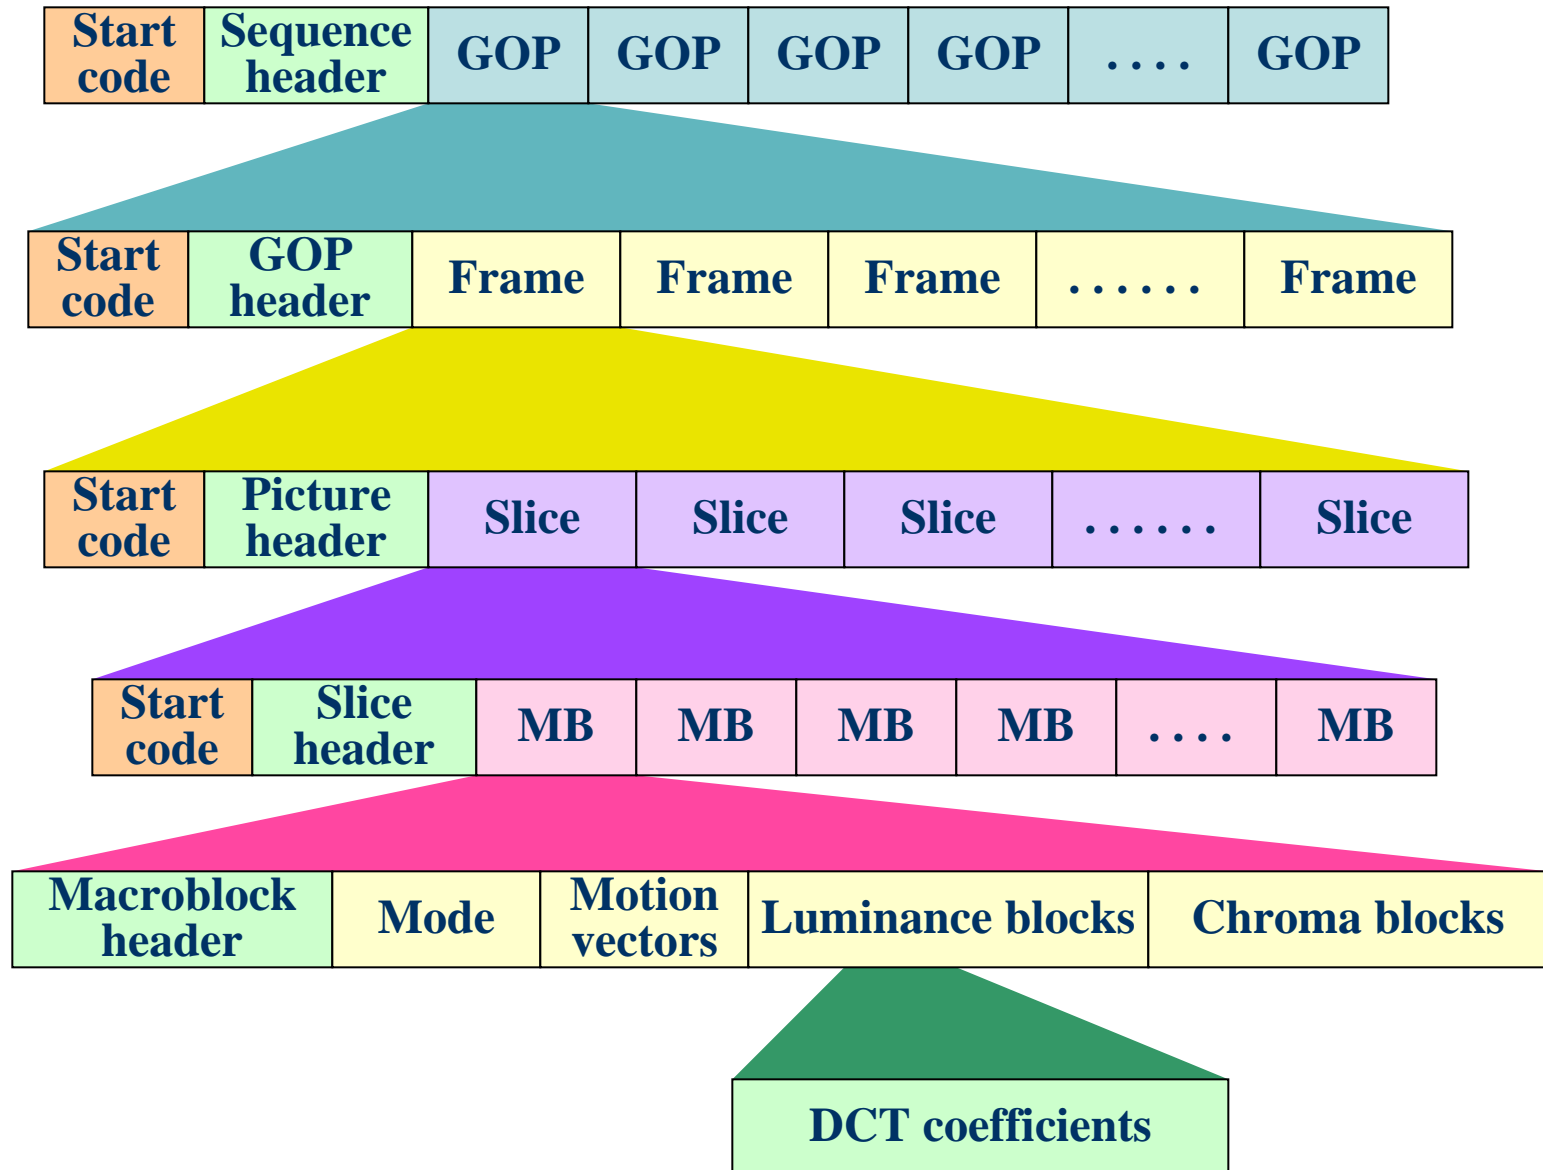 Start
code
Sequence
header
GOP
GOP
GOP
GOP
. . . .
GOP
Start
code
GOP
header
Frame
Frame
Frame
. . . . . .
Frame
Start
code
Picture
header
Slice
Slice
Slice
. . . . . .
Slice
Start
code
Slice
header
MB
MB
MB
MB
. . . .
MB
Macroblock
header
Mode
Motion
vectors
Luminance blocks
Chroma blocks
DCT coefficients